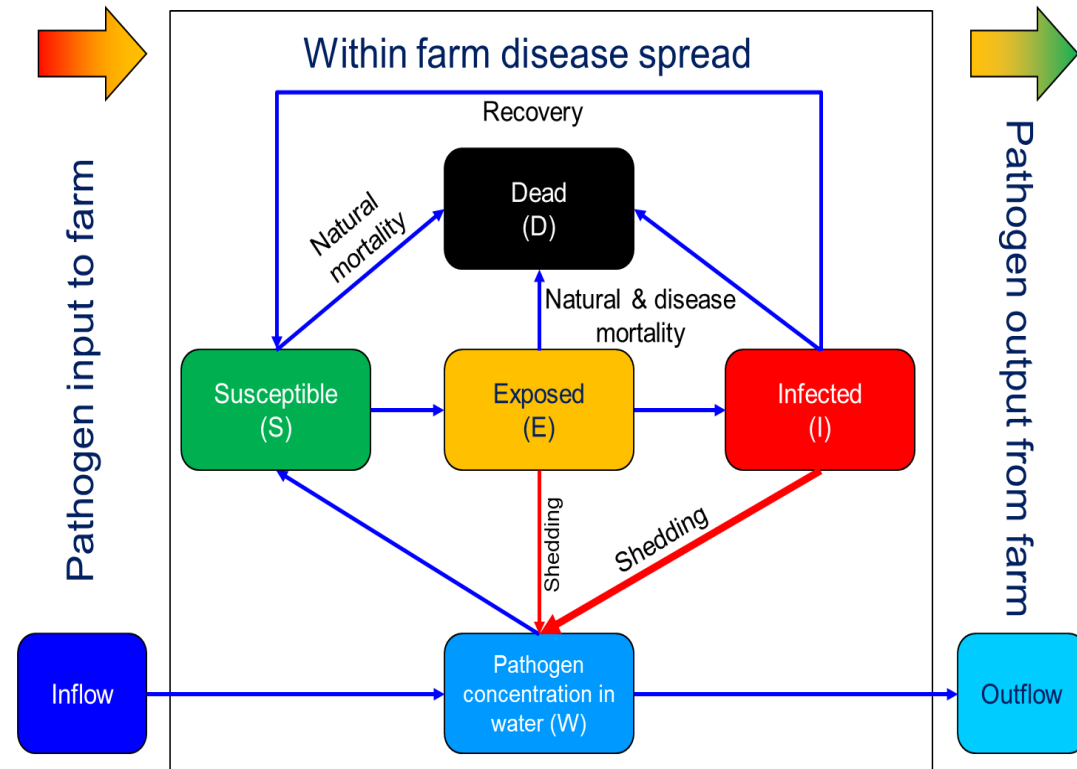 Within farm disease spread
Recovery
Pathogen input to farm
Pathogen output from farm
Dead
(D)
Natural
mortality
Natural & disease
mortality
Susceptible
(S)
Exposed
(E)
Infected
(I)
Shedding
Shedding
Inflow
Pathogen
concentration in
water (W)
Outflow